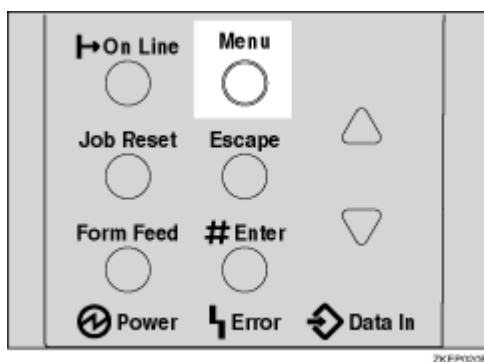 On Line Menu
Job Reset Escape
Form Feed # Enter
Power Error Data In